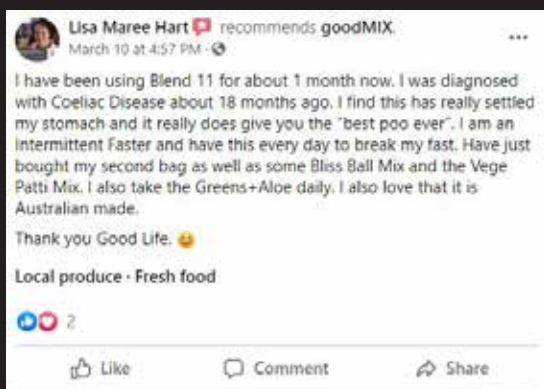 Lisa Maree Hart recommends goodMIX.
March 10 at 4:57 PM ·
I have been using Blend 11 for about 1 month now. I was diagnosed
with Coeliac Disease about 18 months ago. I find this has really settled
my stomach and it really does give you the "best poo ever". I am an
Intermittent Faster and have this every day to break my fast. Have just
bought my second bag as well as some Bliss Ball Mix and the Vege
Patti Mix. I also take the Greens+Aloe daily. I also love that it is
Australian made.
Thank you Good Life. 😆
Local produce · Fresh food
2
Like Comment Share